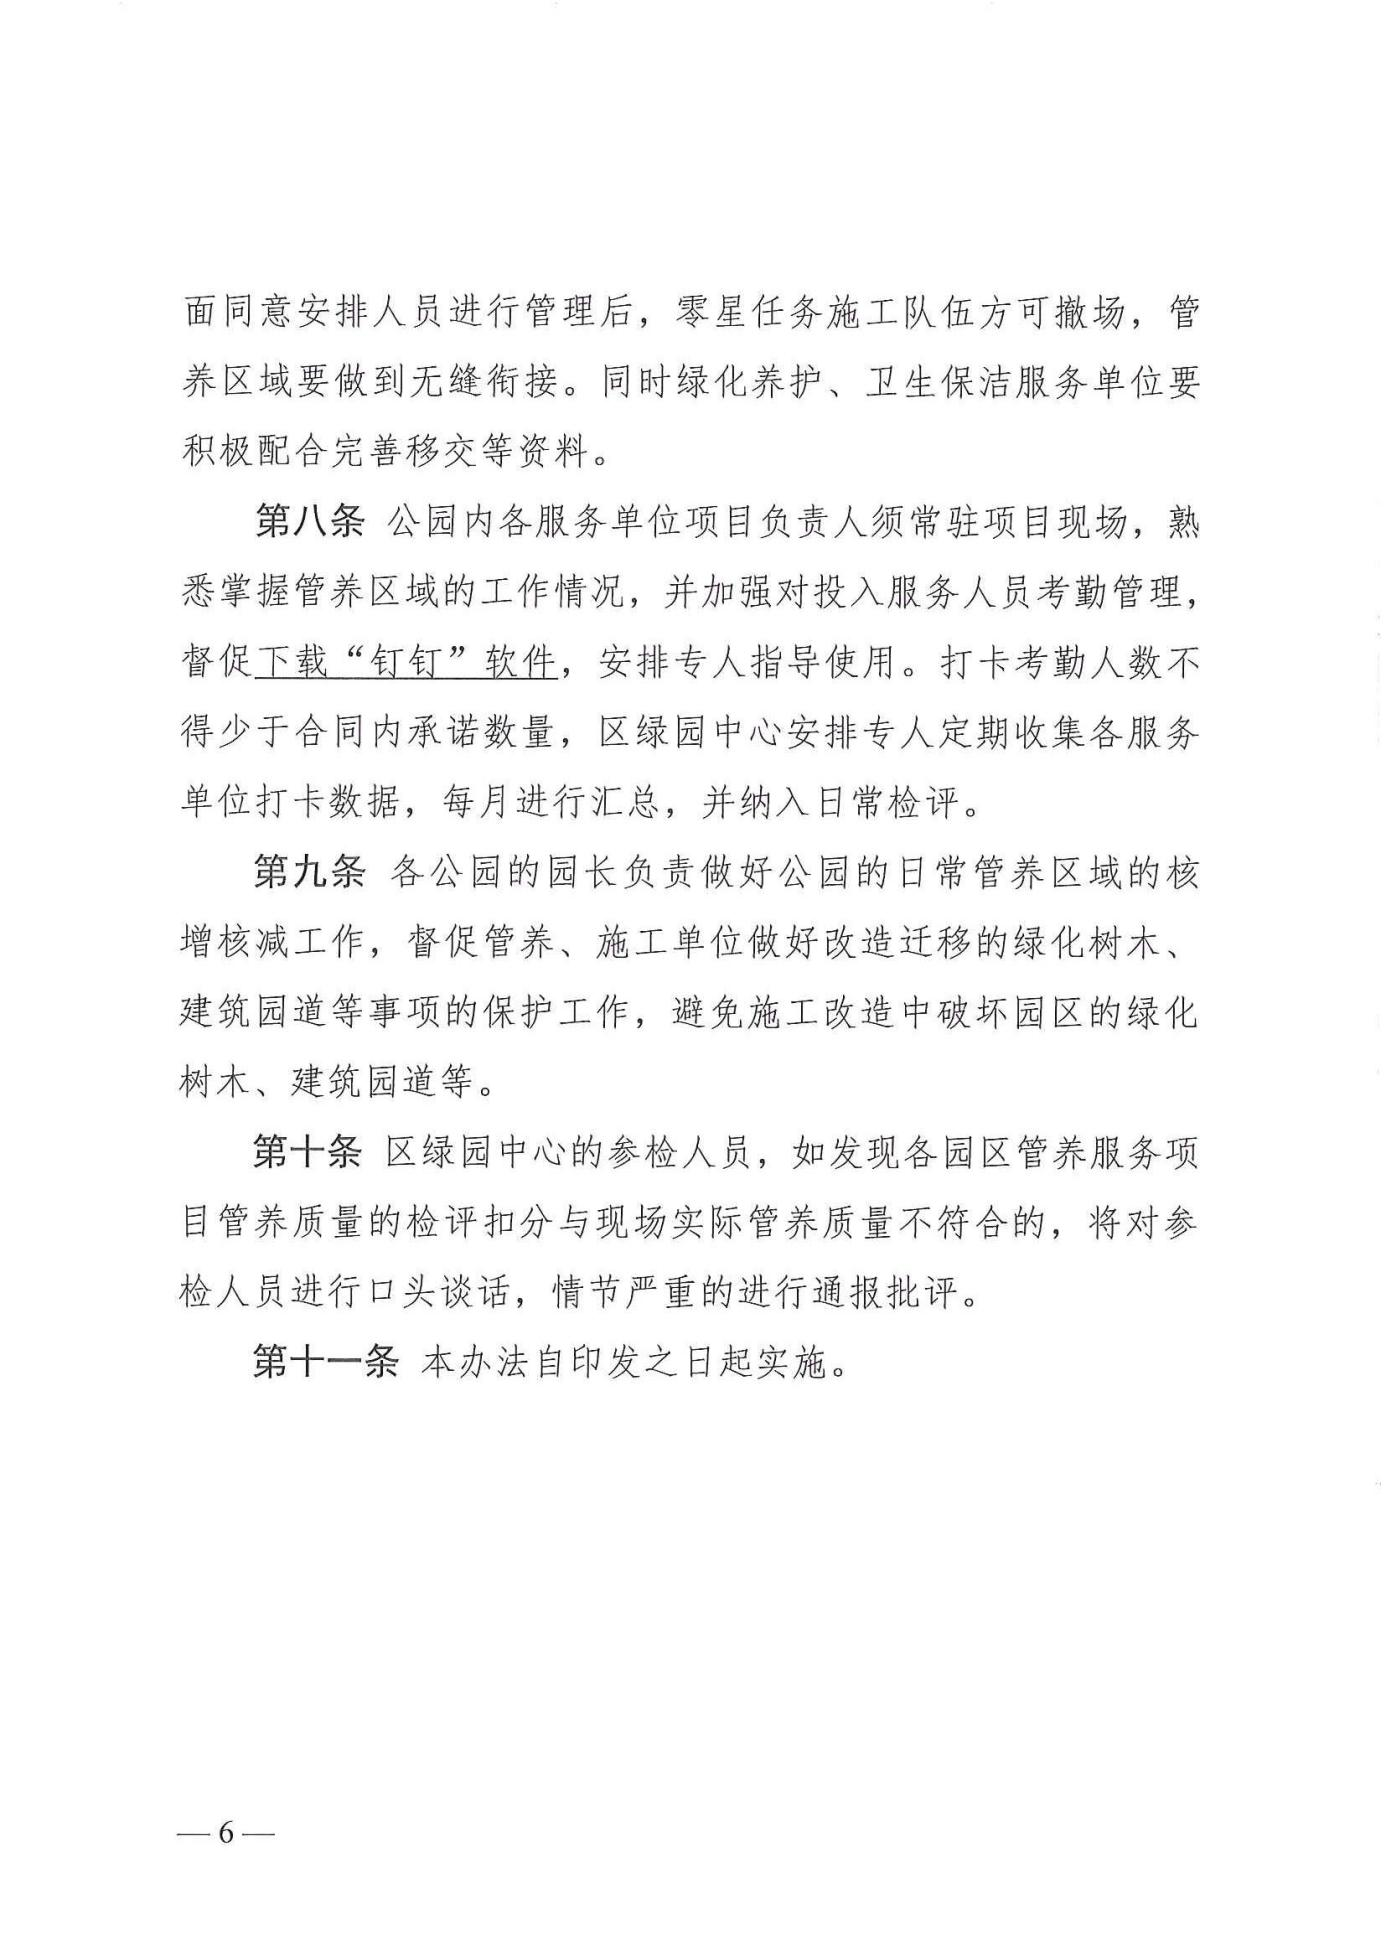 面同意安排人员进行管理后，零星任务施工队伍方可撤场，管
养区域要做到无缝衔接。同时绿化养护、卫生保洁服务单位要
积极配合完善移交等资料。
第八条 公园内各服务单位项目负责人须常驻项目现场，熟
悉掌握管养区域的工作情况，并加强对投入服务人员考勤管理，
督促下载“钉钉”软件，安排专人指导使用。打卡考勤人数不
得少于合同内承诺数量，区绿园中心安排专人定期收集各服务
单位打卡数据，每月进行汇总，并纳入日常检评。
第九条 各公园的园长负责做好公园的日常管养区域的核
增核减工作，督促管养、施工单位做好改造迁移的绿化树木、
建筑园道等事项的保护工作，避免施工改造中破坏园区的绿化
树木、建筑园道等。
第十条 区绿园中心的参检人员，如发现各园区管养服务项
目管养质量的检评扣分与现场实际管养质量不符合的，将对参
检人员进行口头谈话，情节严重的进行通报批评。
第十一条 本办法自印发之日起实施。
— 6 —